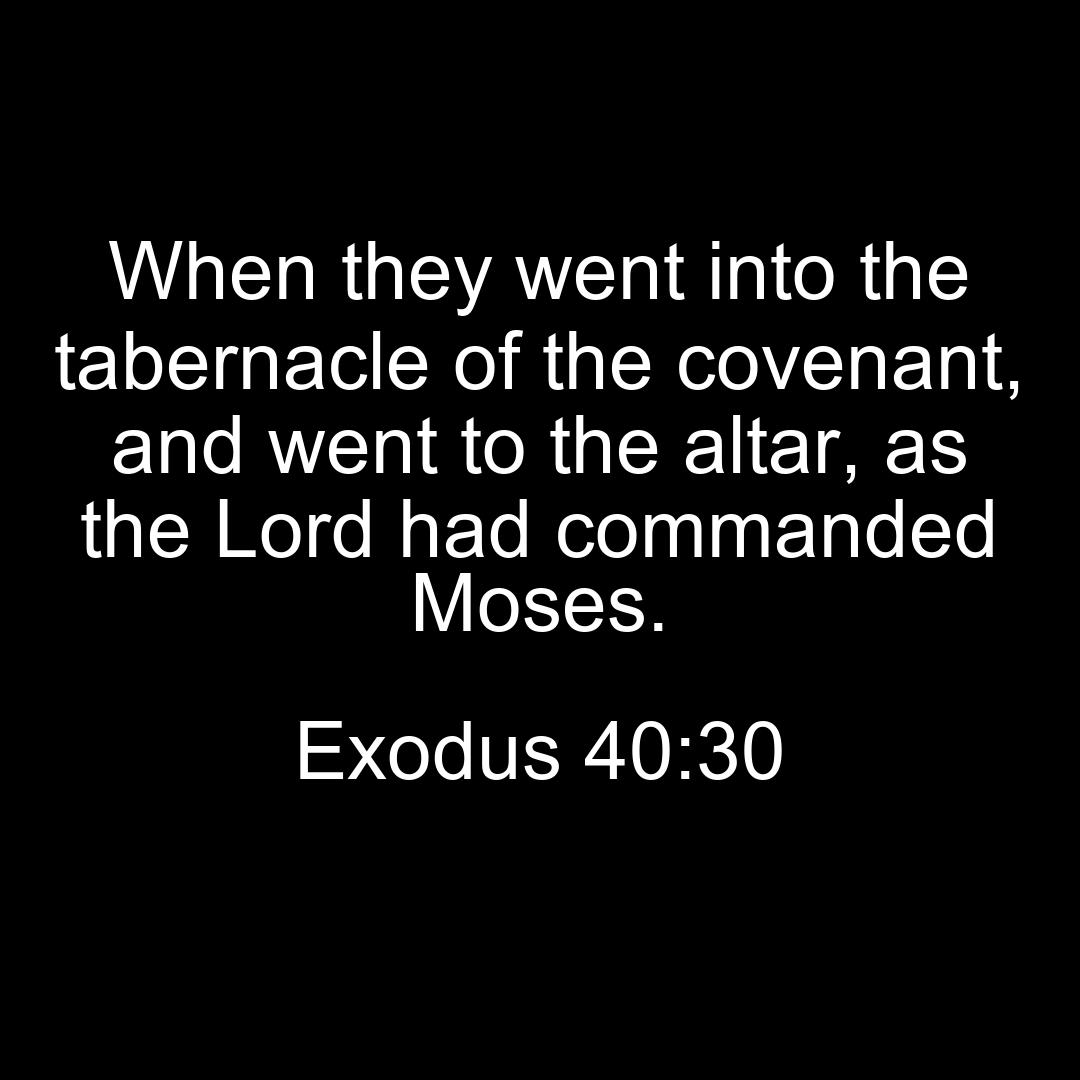 When they went into the
tabernacle of the covenant,
and went to the altar, as
the Lord had commanded
Moses.
Exodus 40:30